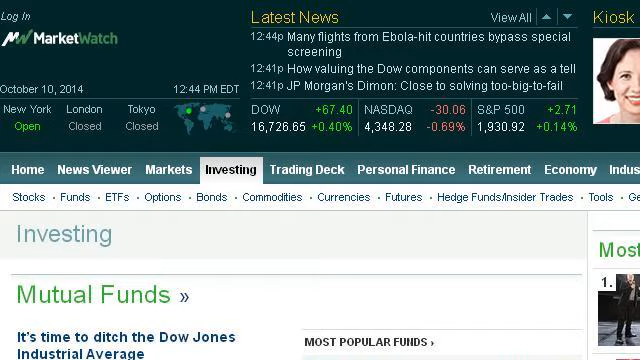 Log In
MarketWatch
October 10, 2014 12:44 PM EDT
New York London Tokyo
Open Closed Closed
Latest News View All
12:44p Many flights from Ebola-hit countries bypass special
screening
12:41p How valuing the Dow components can serve as a tell
12:41p JP Morgan's Dimon: Close to solving too-big-to-fail
DOW +67.40 NASDAQ -30.06 S&P 500 +2.71
16,726.65 +0.40% 4,348.28 -0.69% 1,930.92 +0.14%
Kiosk
Home News Viewer Markets Investing Trading Deck Personal Finance Retirement Economy Indus
Stocks • Funds • ETFs • Options • Bonds • Commodities • Currencies • Futures • Hedge Funds/Insider Trades • Tools • Ge
Investing
Mutual Funds »
It's time to ditch the Dow Jones
Industrial Average
MOST POPULAR FUNDS ›
Most
1.